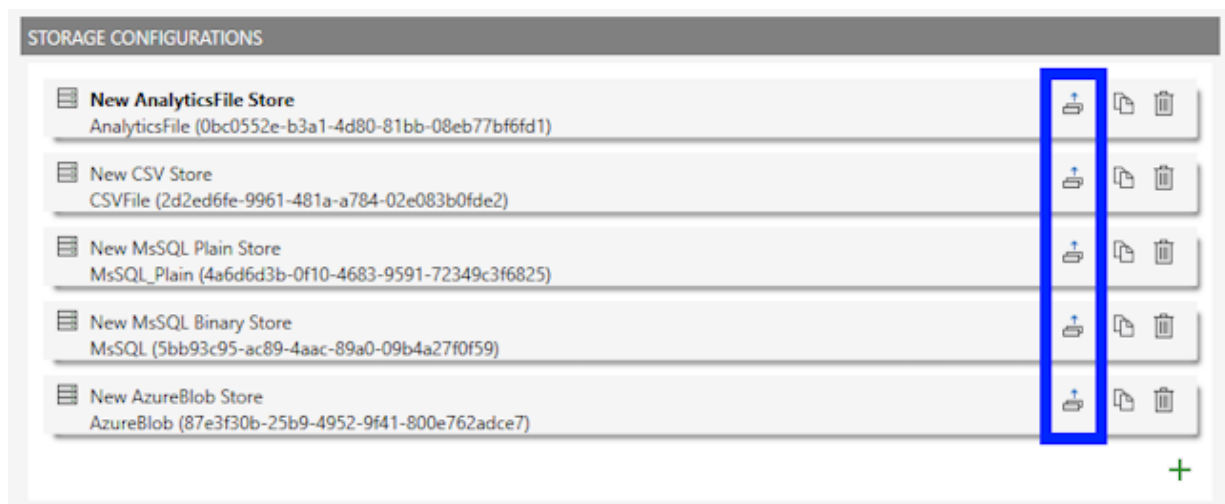 STORAGE CONFIGURATIONS
New AnalyticsFile Store
AnalyticsFile (0bc0552e-b3a1-4d80-81bb-08eb77bf6fd1)
New CSV Store
CSVFile (2d2ed6fe-9961-481a-a784-02e083b0fde2)
New MsSQL Plain Store
MsSQL_Plain (4a6d6d3b-0f10-4683-9591-72349c3f6825)
New MsSQL Binary Store
MsSQL (5bb93c95-ac89-4aac-89a0-09b4a27f0f59)
New AzureBlob Store
AzureBlob (87e3f30b-25b9-4952-9f41-800e762adce7)